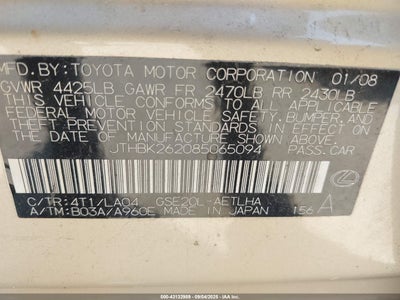 MFD. BY: TOYOTA MOTOR CORPORATION 01/08
GVWR 4425LB GAWR FR 2470LB RR 2430LB
THIS VEHICLE CONFORMS TO ALL APPLICABLE
FEDERAL MOTOR VEHICLE SAFETY, BUMPER, AND
THEFT PREVENTION STANDARDS IN EFFECT ON
THE DATE OF MANUFACTURE SHOWN ABOVE.
JTHBK262085065094 PASS.CAR
C/TR:4T1/LA04 GSE20L-AETLHA
A/TM:B03A/A960E MADE IN JAPAN 156 A
500-43132989 09/04/2025 - IAAUS